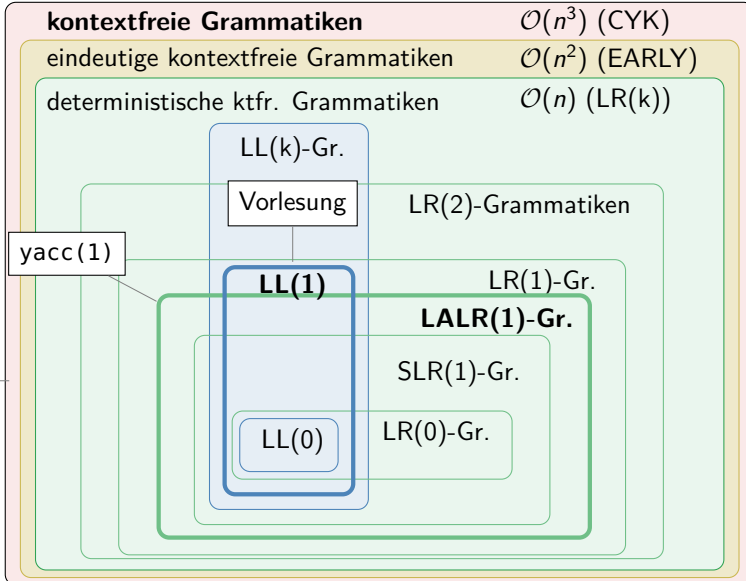 kontextfreie Grammatiken 𝒪(n³) (CYK)
eindeutige kontextfreie Grammatiken 𝒪(n²) (EARLY)
deterministische ktfr. Grammatiken 𝒪(n) (LR(k))
LL(k)-Gr.
Vorlesung
LR(2)-Grammatiken
yacc(1)
LL(1)
LR(1)-Gr.
LALR(1)-Gr.
SLR(1)-Gr.
LL(0)
LR(0)-Gr.